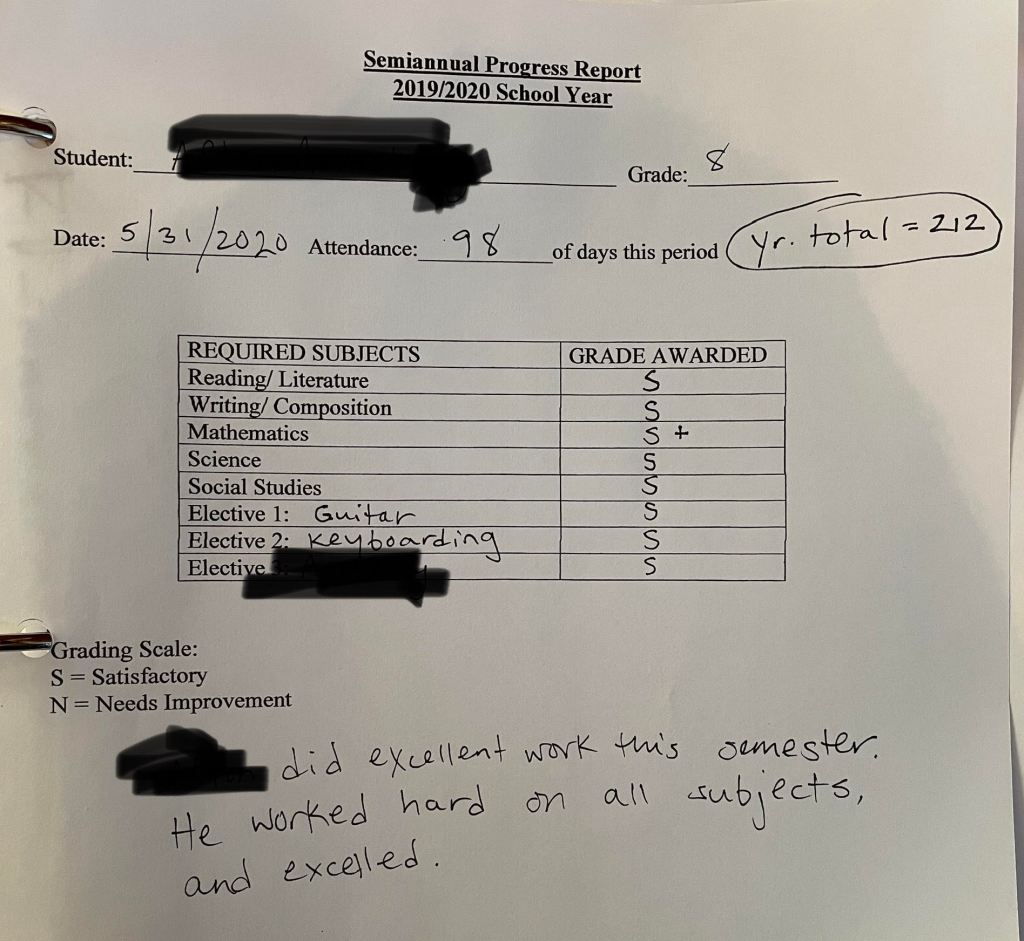 Semiannual Progress Report
2019/2020 School Year
Student: Grade: 8
Date: 5/31/2020 Attendance: 98 of days this period yr. total = 212
REQUIRED SUBJECTS GRADE AWARDED
Reading/ Literature S
Writing/ Composition S
Mathematics S +
Science S
Social Studies S
Elective 1: Guitar S
Elective 2: Keyboarding S
Elective S
Grading Scale:
S = Satisfactory
N = Needs Improvement
did excellent work this semester.
He worked hard on all subjects,
and excelled.